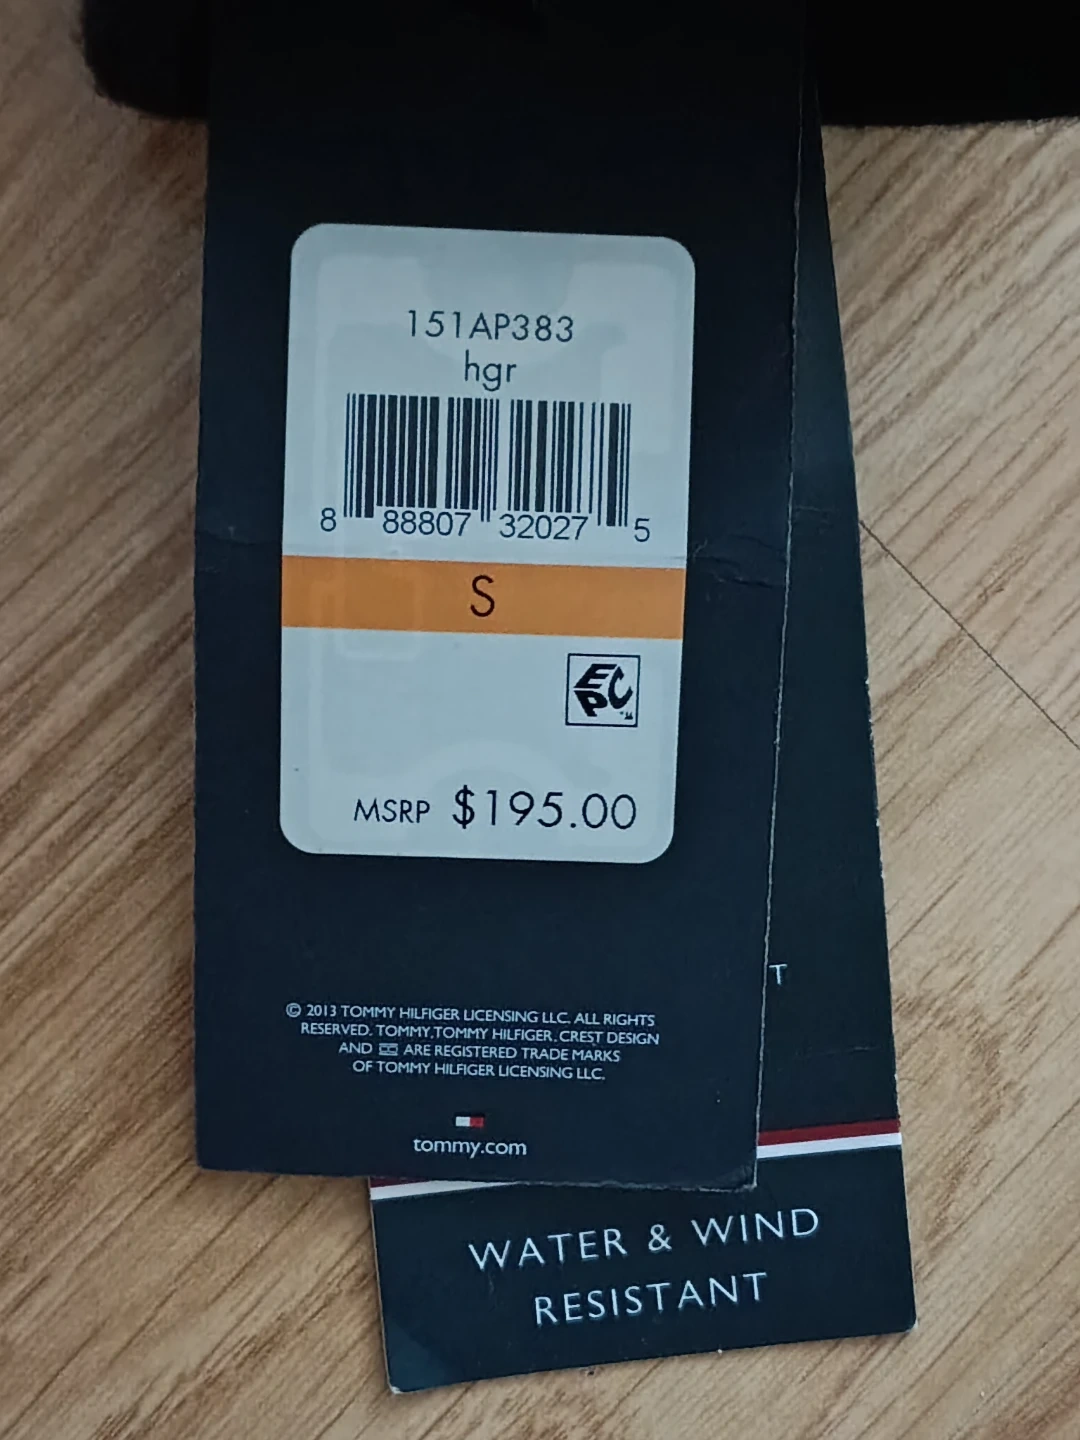 151AP383
hgr
8 88807 32027 5
S
EPC
MSRP $195.00
© 2013 TOMMY HILFIGER LICENSING LLC. ALL RIGHTS
RESERVED. TOMMY, TOMMY HILFIGER, CREST DESIGN
AND ARE REGISTERED TRADE MARKS
OF TOMMY HILFIGER LICENSING LLC.
tommy.com
T
WATER & WIND
RESISTANT